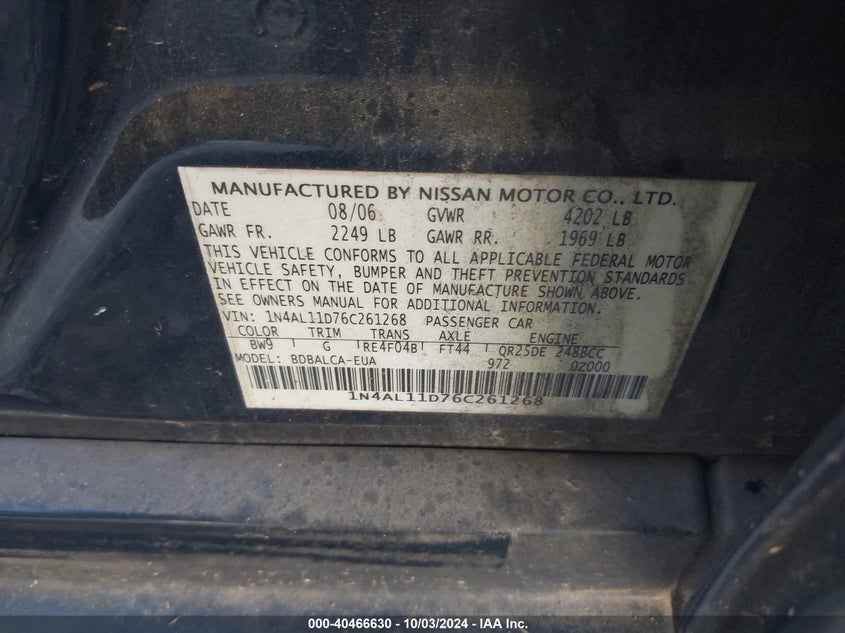 MANUFACTURED BY NISSAN MOTOR CO., LTD.
DATE 08/06 GVWR 4202 LB
GAWR FR. 2249 LB GAWR RR. 1969 LB
THIS VEHICLE CONFORMS TO ALL APPLICABLE FEDERAL MOTOR
VEHICLE SAFETY, BUMPER AND THEFT PREVENTION STANDARDS
IN EFFECT ON THE DATE OF MANUFACTURE SHOWN ABOVE.
SEE OWNERS MANUAL FOR ADDITIONAL INFORMATION.
VIN: 1N4AL11D76C261268 PASSENGER CAR
COLOR TRIM TRANS AXLE ENGINE
BW9 G RE4F04B FT44 QR25DE 2488CC
MODEL: BDBALCA-EUA 972 0Z000
1N4AL11D76C261268
000-40466630 - 10/03/2024 - IAA Inc.